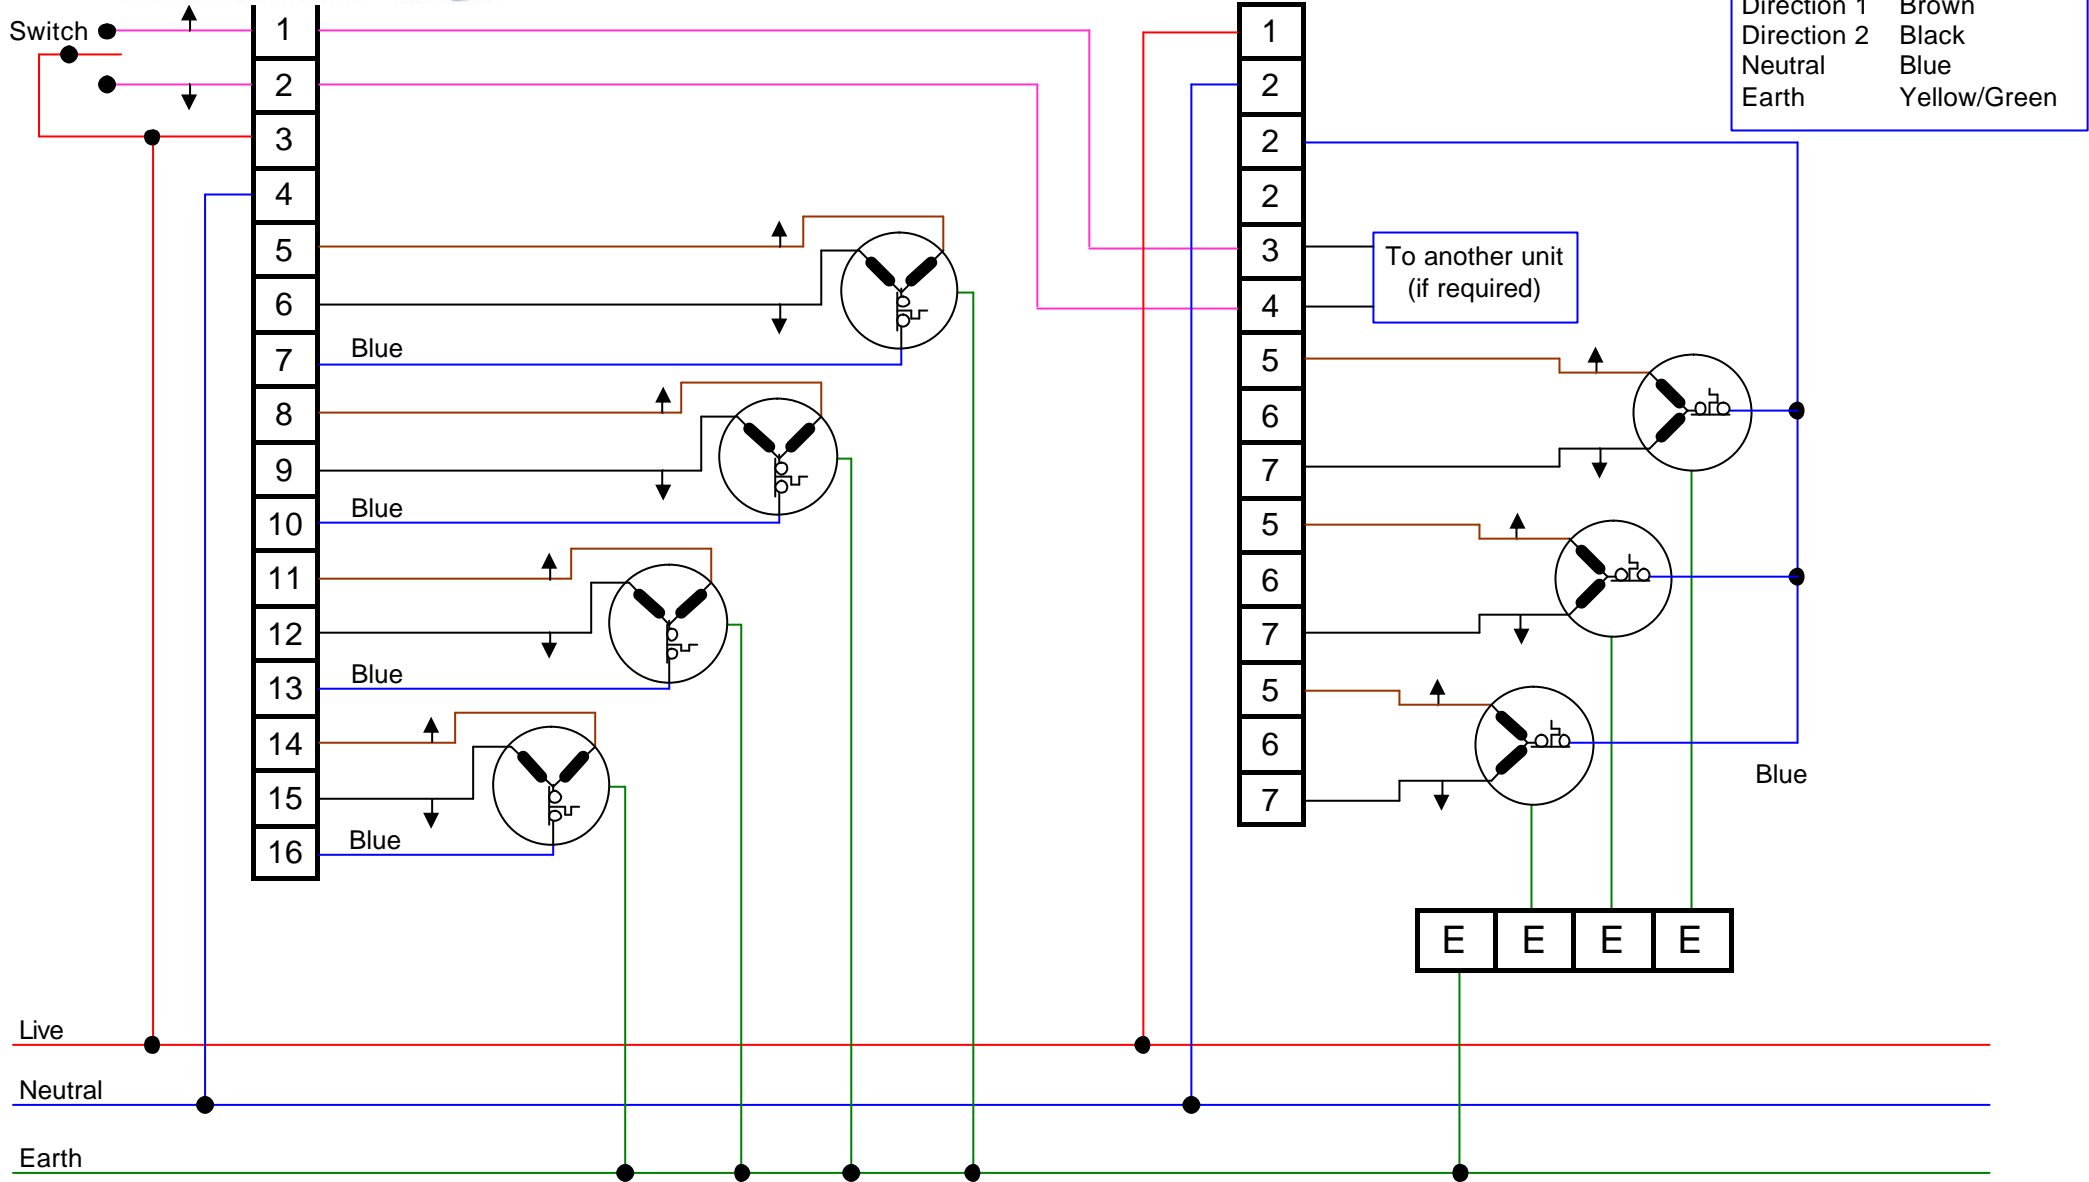 Direction 1 Brown
Switch
1
1
Direction 2 Black
2
2
Neutral Blue
Earth Yellow/Green
3
2
4
2
5
3
To another unit
(if required)
6
4
7
Blue
5
8
6
9
7
10
Blue
5
11
6
12
7
13
Blue
5
14
6
15
Blue
7
16
Blue
E E E E
Live
Neutral
Earth